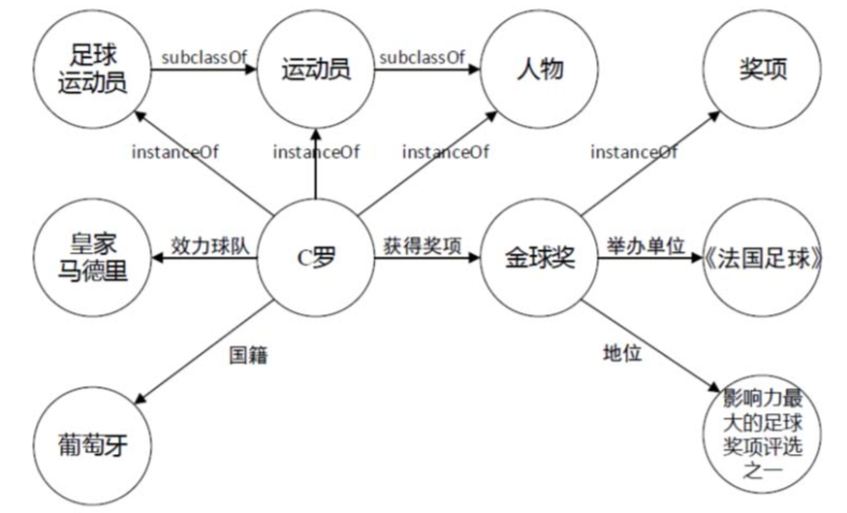 足球
运动员
subclassOf
运动员
subclassOf
人物
奖项
instanceOf
instanceOf
instanceOf
instanceOf
皇家
马德里
效力球队
C罗
获得奖项
金球奖
举办单位
《法国足球》
国籍
地位
葡萄牙
影响力最
大的足球
奖项评选
之一